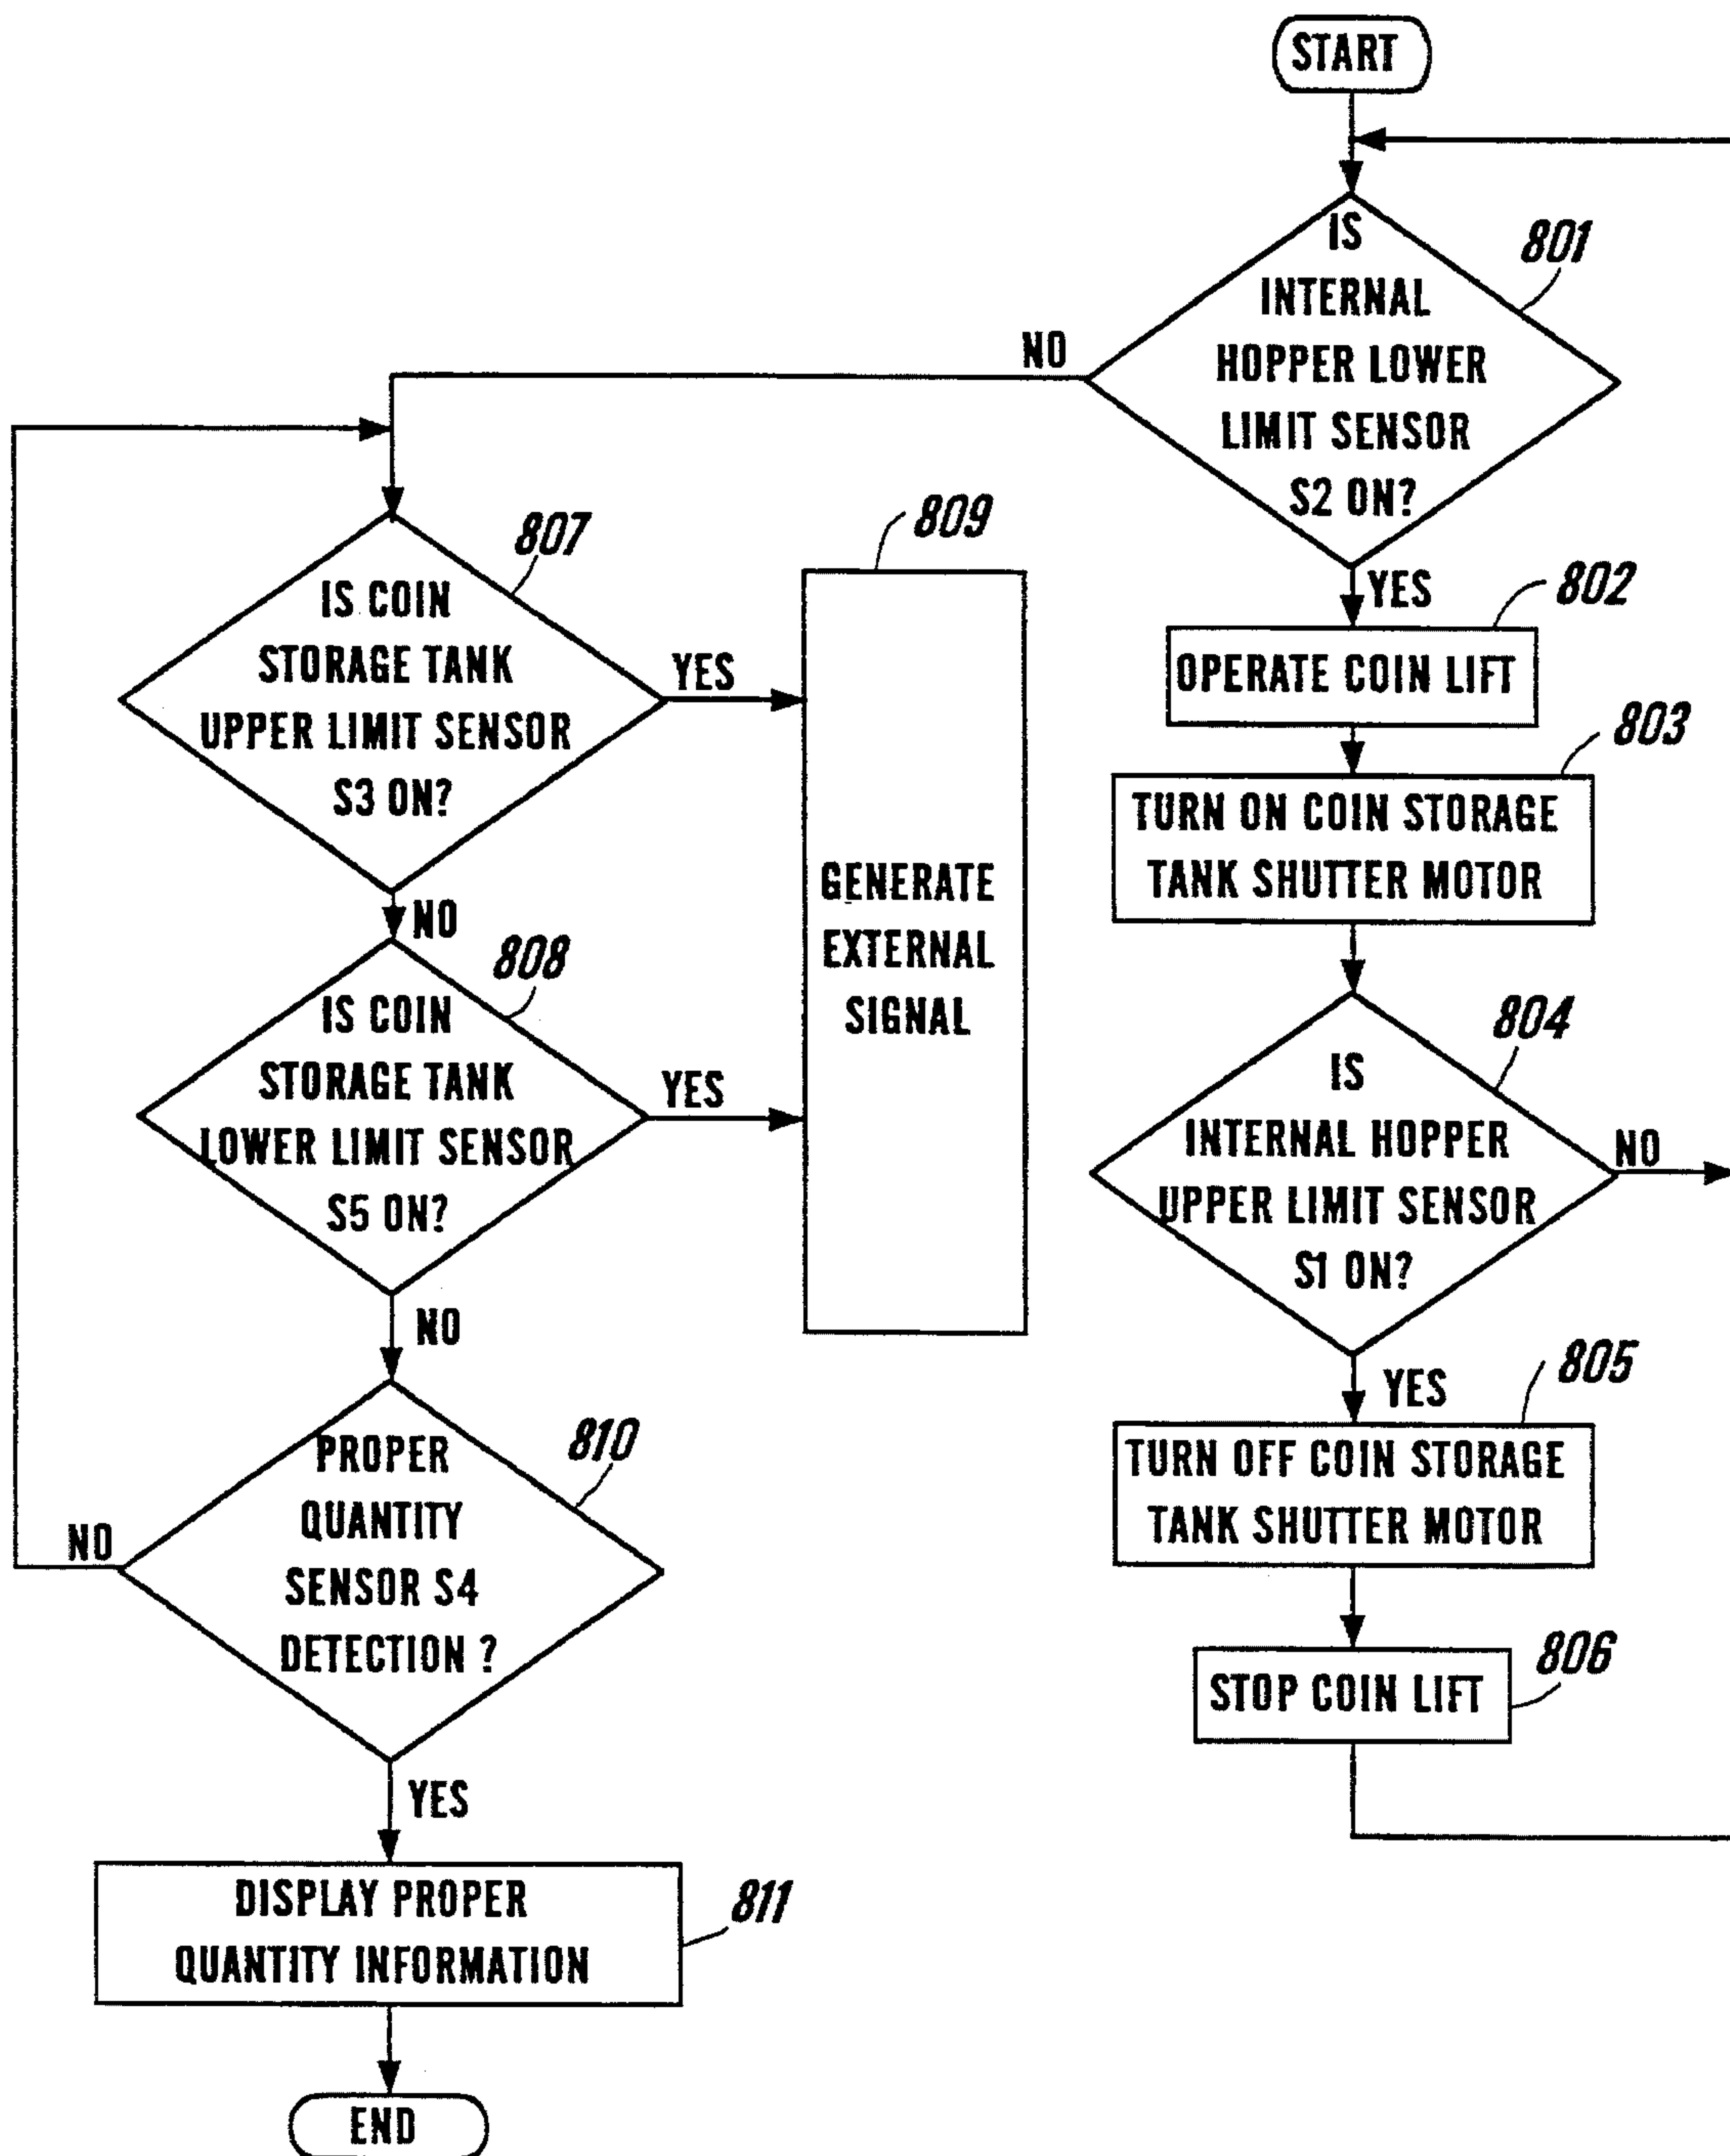 START
IS
INTERNAL
HOPPER LOWER
LIMIT SENSOR
S2 ON?
801
NO
YES
802
OPERATE COIN LIFT
803
TURN ON COIN STORAGE
TANK SHUTTER MOTOR
804
IS
INTERNAL HOPPER
UPPER LIMIT SENSOR
S1 ON?
NO
YES
805
TURN OFF COIN STORAGE
TANK SHUTTER MOTOR
806
STOP COIN LIFT
807
IS COIN
STORAGE TANK
UPPER LIMIT SENSOR
S3 ON?
YES
NO
808
IS COIN
STORAGE TANK
LOWER LIMIT SENSOR
S5 ON?
YES
NO
809
GENERATE
EXTERNAL
SIGNAL
810
PROPER
QUANTITY
SENSOR S4
DETECTION ?
NO
YES
811
DISPLAY PROPER
QUANTITY INFORMATION
END